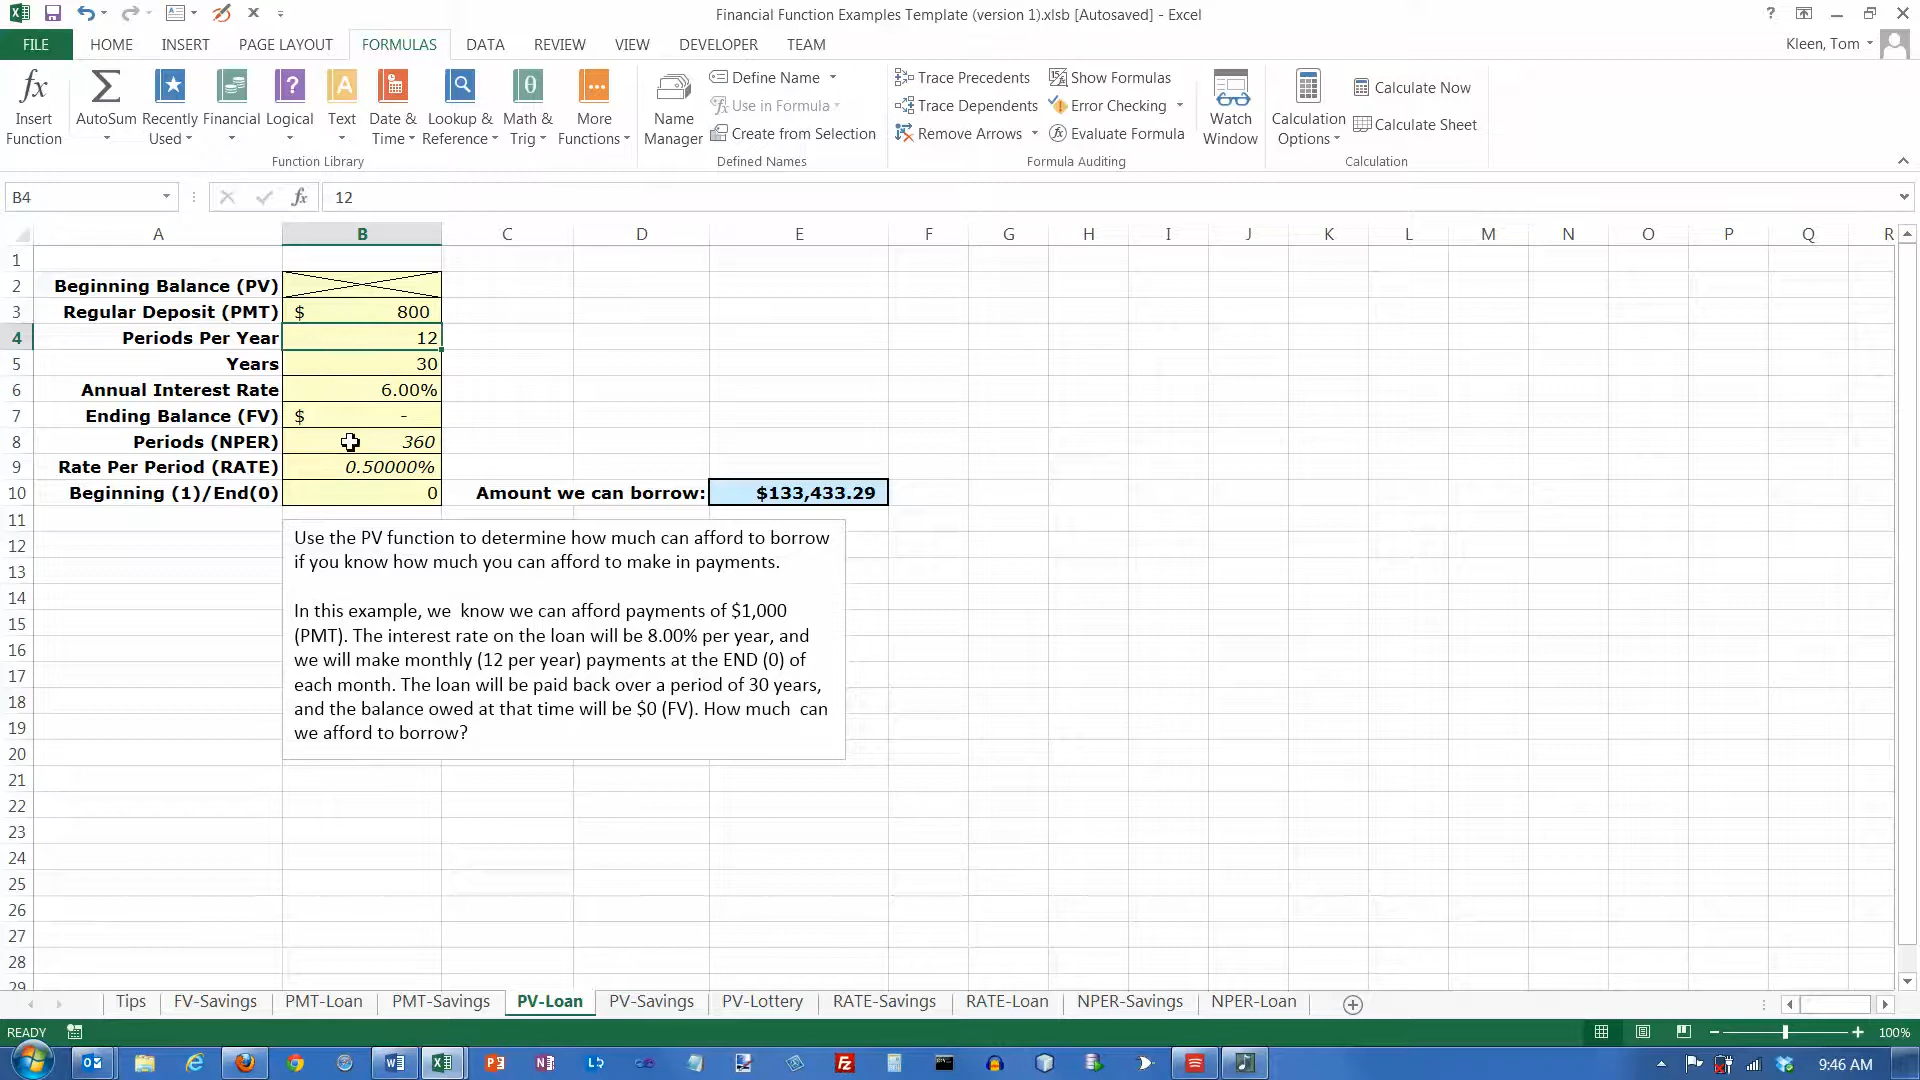 Financial Function Examples Template (version 1).xlsb [Autosaved] - Excel
FILE HOME INSERT PAGE LAYOUT FORMULAS DATA REVIEW VIEW DEVELOPER TEAM Kleen, Tom
Insert Function
AutoSum
Recently Used
Financial
Logical
Text
Date & Time
Lookup & Reference
Math & Trig
More Functions
Function Library
Name Manager
Define Name
Use in Formula
Create from Selection
Defined Names
Trace Precedents
Trace Dependents
Remove Arrows
Show Formulas
Error Checking
Evaluate Formula
Formula Auditing
Watch Window
Calculation Options
Calculate Now
Calculate Sheet
Calculation
B4 fx 12
A B C D E F G H I J K L M N O P Q R
1
2 Beginning Balance (PV)
3 Regular Deposit (PMT) $ 800
4 Periods Per Year 12
5 Years 30
6 Annual Interest Rate 6.00%
7 Ending Balance (FV) $ -
8 Periods (NPER) 360
9 Rate Per Period (RATE) 0.50000%
10 Beginning (1)/End(0) 0 Amount we can borrow: $133,433.29
11
12
13
14
15
16
17
18
19
20
21
22
23
24
25
26
27
28
29
Use the PV function to determine how much can afford to borrow
if you know how much you can afford to make in payments.
In this example, we know we can afford payments of $1,000
(PMT). The interest rate on the loan will be 8.00% per year, and
we will make monthly (12 per year) payments at the END (0) of
each month. The loan will be paid back over a period of 30 years,
and the balance owed at that time will be $0 (FV). How much can
we afford to borrow?
Tips FV-Savings PMT-Loan PMT-Savings PV-Loan PV-Savings PV-Lottery RATE-Savings RATE-Loan NPER-Savings NPER-Loan
READY 100%
9:46 AM